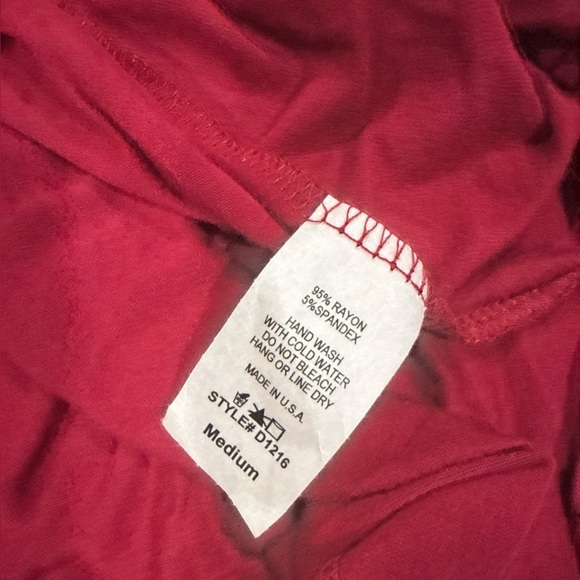 95% RAYON
5%SPANDEX
HAND WASH
WITH COLD WATER
DO NOT BLEACH
HANG OR LINE DRY
MADE IN U.S.A.
STYLE# D1216
Medium